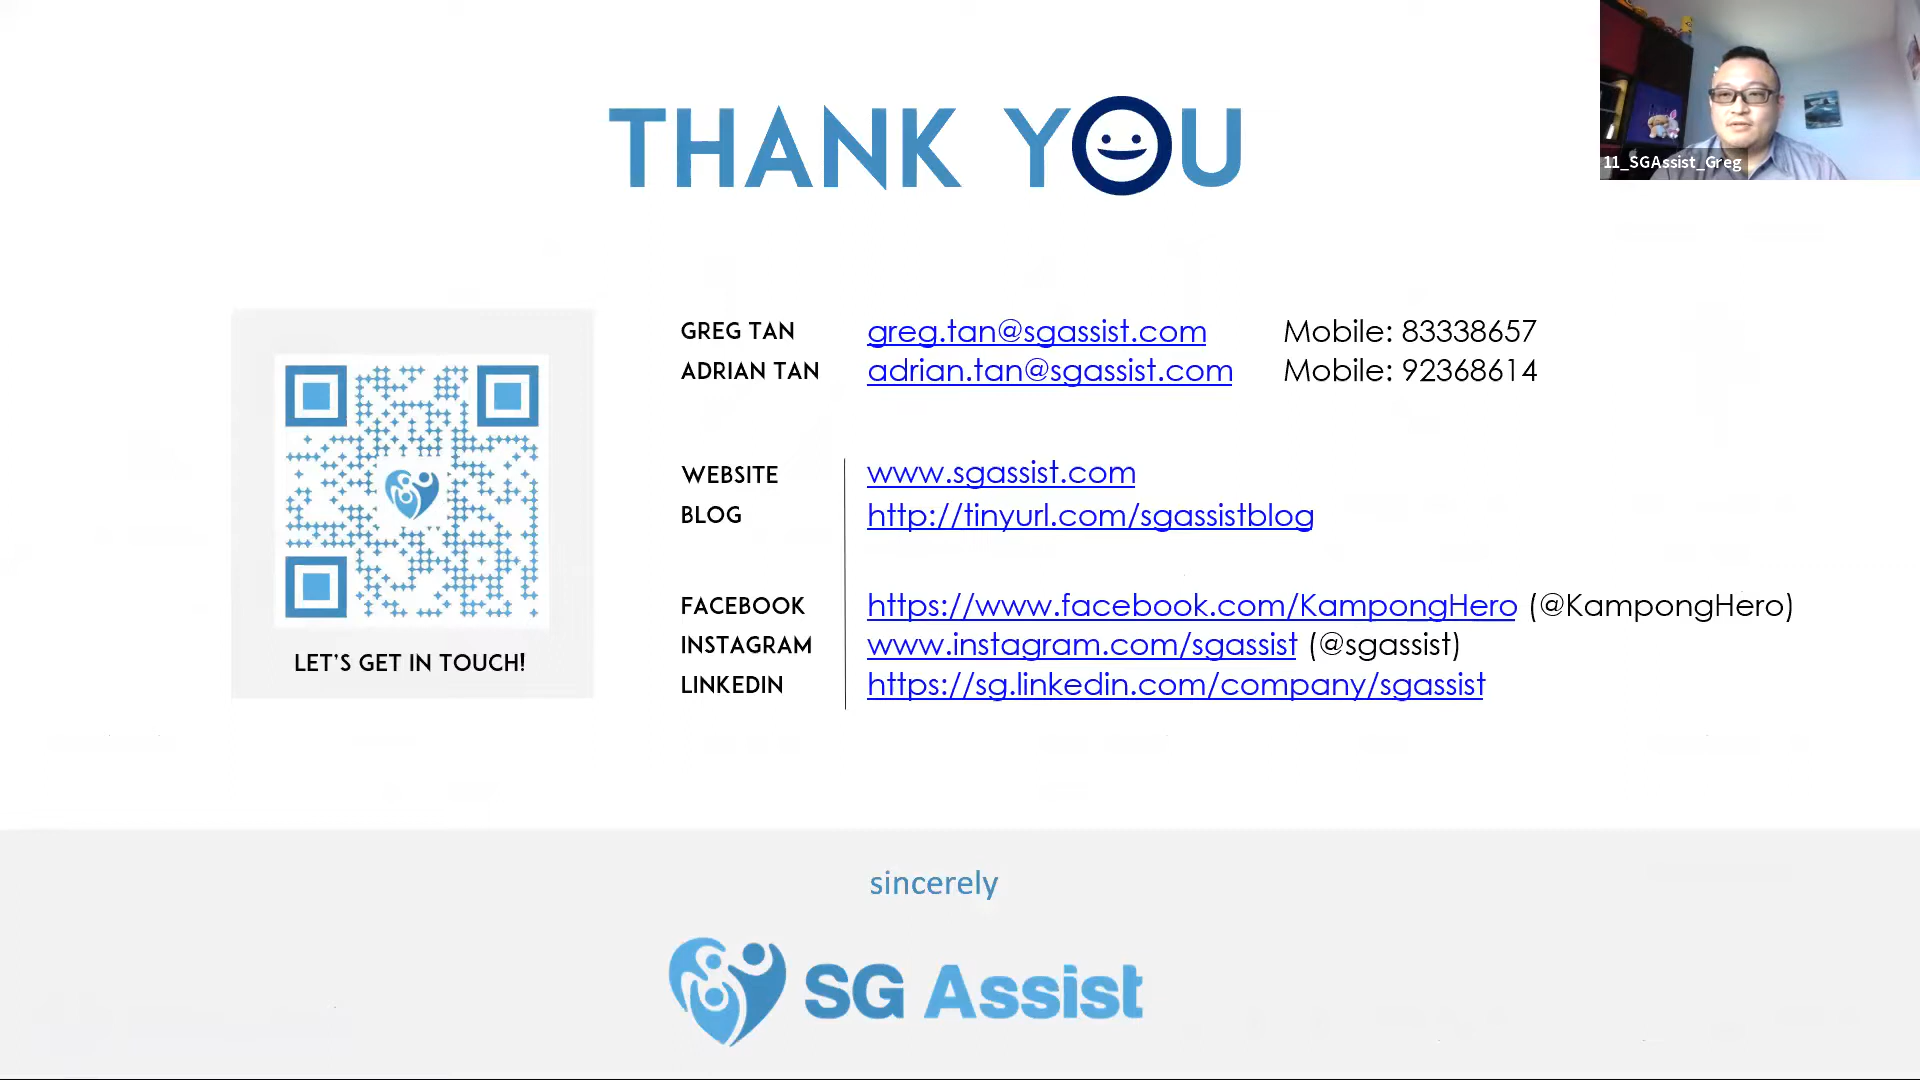 THANK YOU
11_SGAssist_Greg
GREG TAN greg.tan@sgassist.com Mobile: 83338657
ADRIAN TAN adrian.tan@sgassist.com Mobile: 92368614
WEBSITE www.sgassist.com
BLOG http://tinyurl.com/sgassistblog
FACEBOOK https://www.facebook.com/KampongHero (@KampongHero)
INSTAGRAM www.instagram.com/sgassist (@sgassist)
LINKEDIN https://sg.linkedin.com/company/sgassist
LET'S GET IN TOUCH!
sincerely
SG Assist